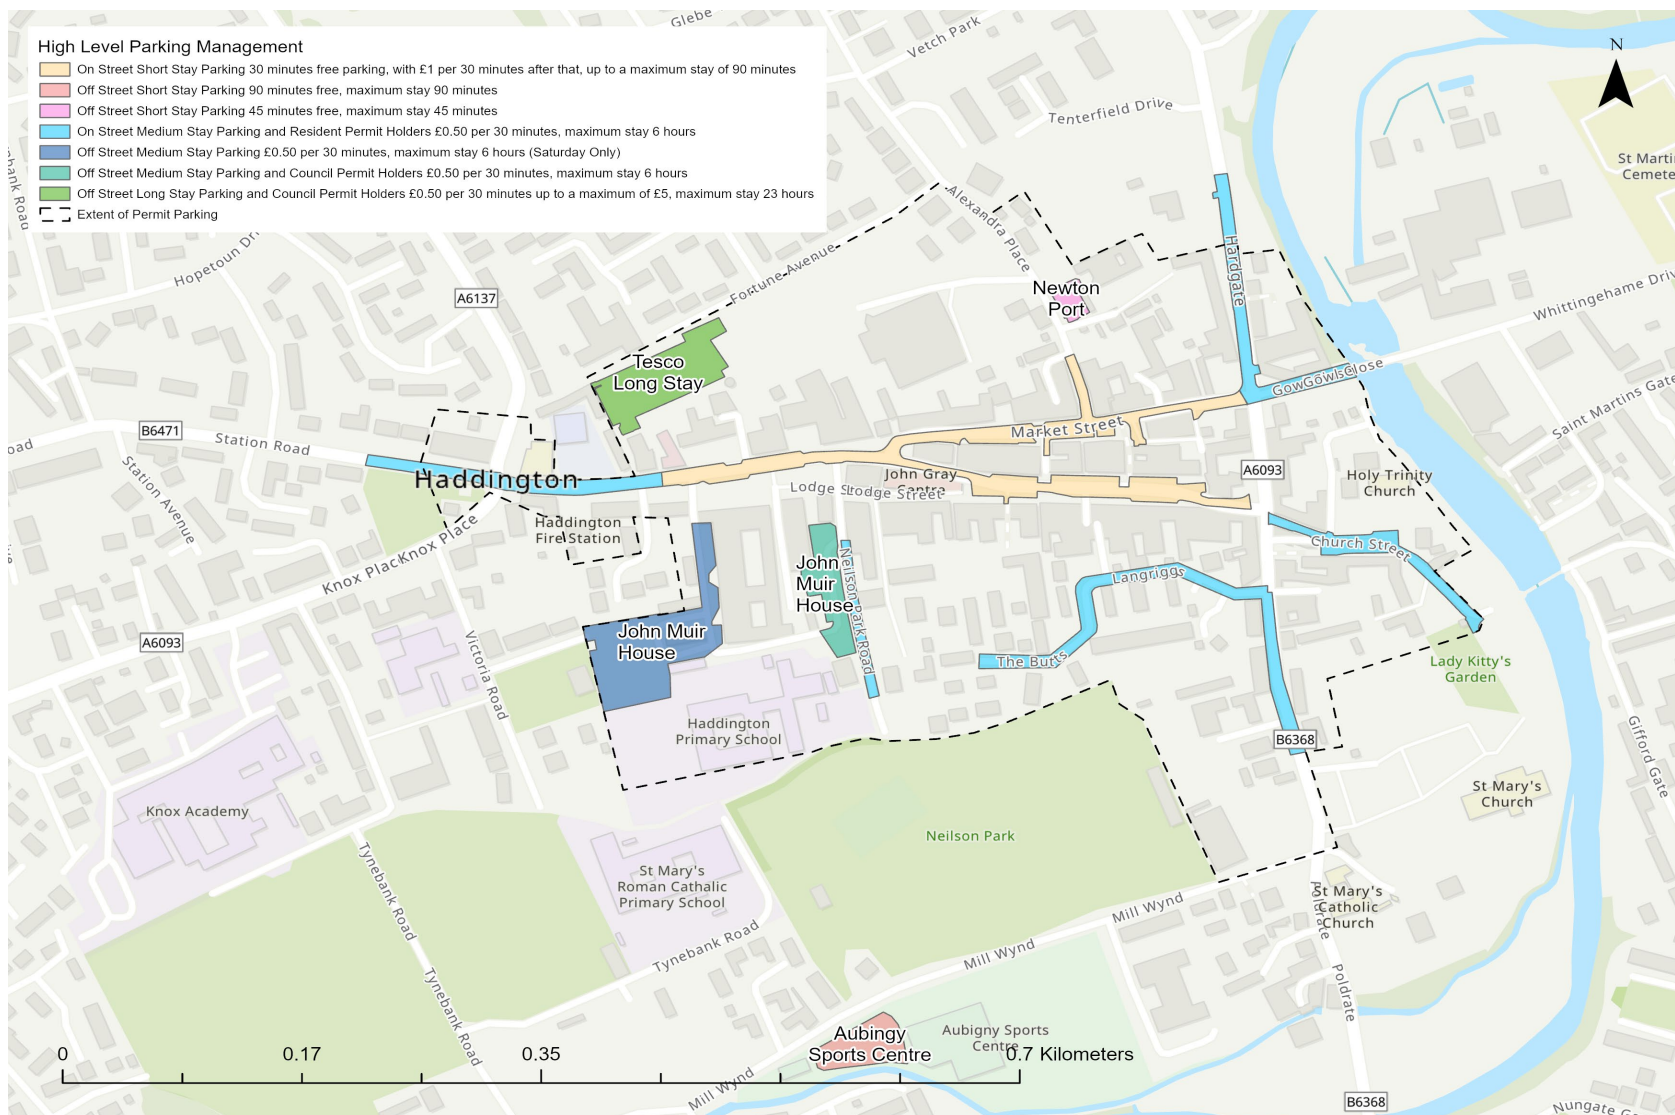 Glebe
Vetch Park
N
High Level Parking Management
On Street Short Stay Parking 30 minutes free parking, with £1 per 30 minutes after that, up to a maximum stay of 90 minutes
Off Street Short Stay Parking 90 minutes free, maximum stay 90 minutes
Off Street Short Stay Parking 45 minutes free, maximum stay 45 minutes
On Street Medium Stay Parking and Resident Permit Holders £0.50 per 30 minutes, maximum stay 6 hours
Off Street Medium Stay Parking £0.50 per 30 minutes, maximum stay 6 hours (Saturday Only)
Off Street Medium Stay Parking and Council Permit Holders £0.50 per 30 minutes, maximum stay 6 hours
Off Street Long Stay Parking and Council Permit Holders £0.50 per 30 minutes up to a maximum of £5, maximum stay 23 hours
Extent of Permit Parking
Tenterfield Drive
St Marti
Cemete
Alexandra Place
Hopetoun Dri
Fortune Avenue
Hardgate
A6137
Newton
Port
Whittingehame Driv
Tesco
Long Stay
GowGowlsClose
Saint Martins Gate
B6471
Station Road
oad
Market Street
Station Avenue
Haddington
John Gray
Centre
Lodge S
Lodge Street
A6093
Holy Trinity
Church
Haddington
Fire Station
Knox Place
Knox Place
Church Street
John
Muir
House
Neilson Park Road
Langriggs
The Butts
A6093
John Muir
House
Victoria Road
Lady Kitty's
Garden
Haddington
Primary School
B6368
Gifford Gate
Knox Academy
St Mary's
Church
Neilson Park
Tynebank Road
St Mary's
Roman Cathalic
Primary School
St Mary's
Catholic
Church
Poldrate
Mill Wynd
Tynebank Road
Mill Wynd
Tynebank Road
Poldrate
Aubingy
Sports Centre
Aubigny Sports
Centre
0
0.17
0.35
0.7 Kilometers
Mill Wynd
B6368
Nungate G